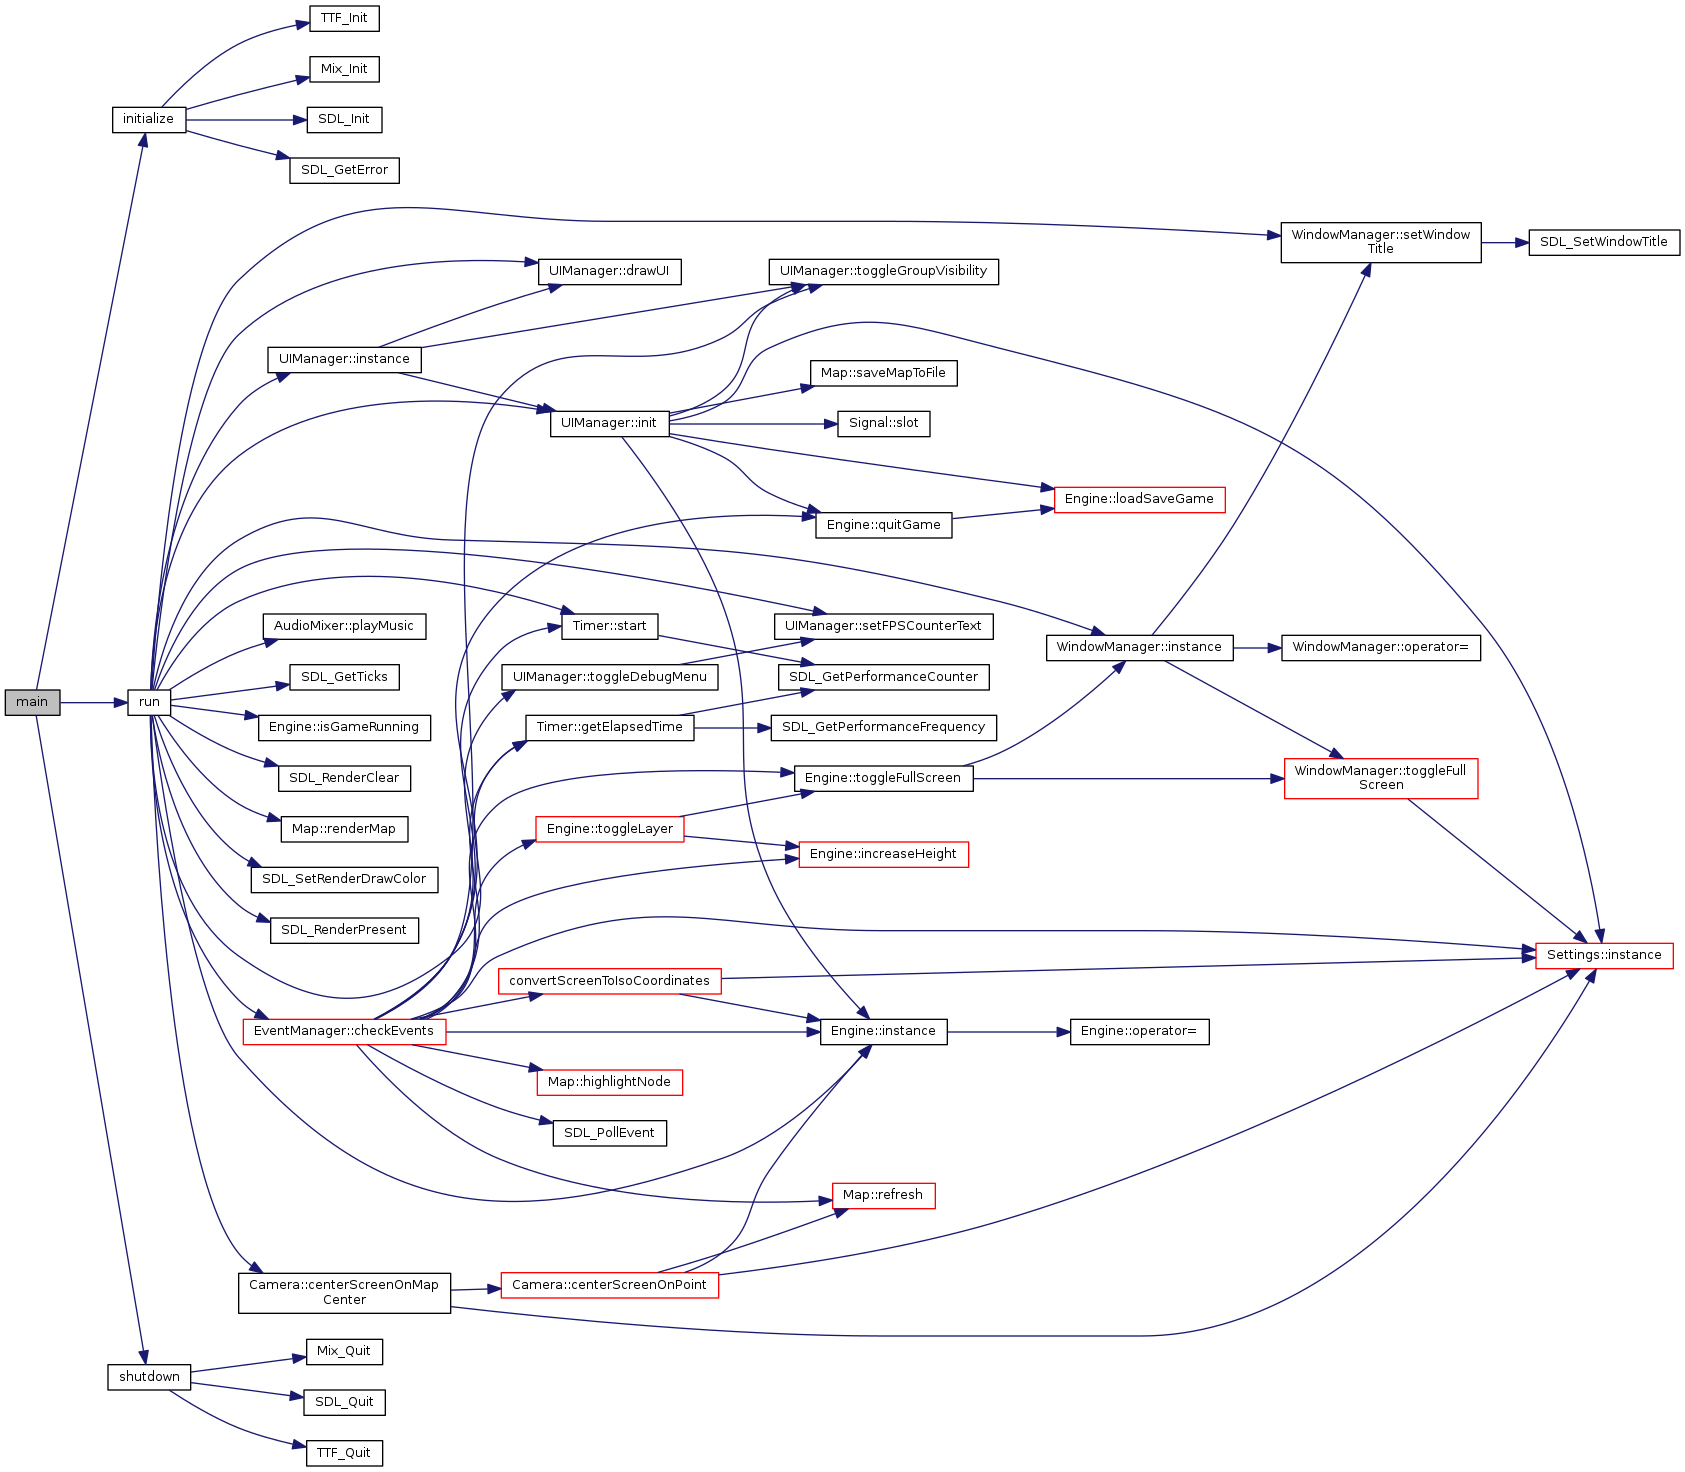 TTF_Init
Mix_Init
initialize
SDL_Init
SDL_GetError
WindowManager::setWindow
Title
SDL_SetWindowTitle
UIManager::drawUI
UIManager::toggleGroupVisibility
UIManager::instance
Map::saveMapToFile
UIManager::init
Signal::slot
Engine::loadSaveGame
Engine::quitGame
AudioMixer::playMusic
Timer::start
UIManager::setFPSCounterText
WindowManager::instance
WindowManager::operator=
SDL_GetTicks
UIManager::toggleDebugMenu
SDL_GetPerformanceCounter
main
run
Engine::isGameRunning
Timer::getElapsedTime
SDL_GetPerformanceFrequency
SDL_RenderClear
Engine::toggleFullScreen
WindowManager::toggleFull
Screen
Map::renderMap
Engine::toggleLayer
Engine::increaseHeight
SDL_SetRenderDrawColor
SDL_RenderPresent
Settings::instance
convertScreenToIsoCoordinates
EventManager::checkEvents
Engine::instance
Engine::operator=
Map::highlightNode
SDL_PollEvent
Map::refresh
Camera::centerScreenOnMap
Center
Camera::centerScreenOnPoint
Mix_Quit
shutdown
SDL_Quit
TTF_Quit